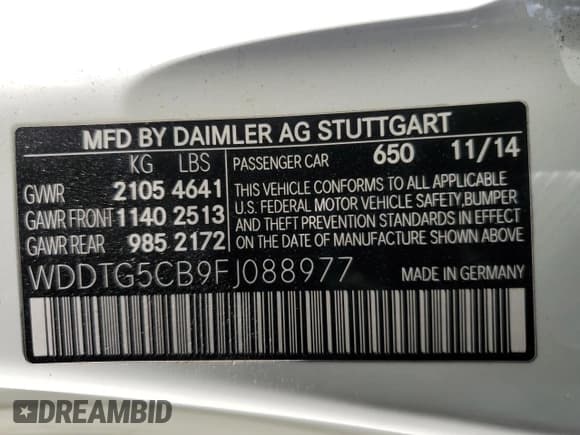 MFD BY DAIMLER AG STUTTGART
KG LBS
GVWR 2105 4641
GAWR FRONT 1140 2513
GAWR REAR 985 2172
PASSENGER CAR 650 11/14
THIS VEHICLE CONFORMS TO ALL APPLICABLE
U.S. FEDERAL MOTOR VEHICLE SAFETY, BUMPER
AND THEFT PREVENTION STANDARDS IN EFFECT
ON THE DATE OF MANUFACTURE SHOWN ABOVE.
WDDTG5CB9FJ088977
MADE IN GERMANY
DREAMBID